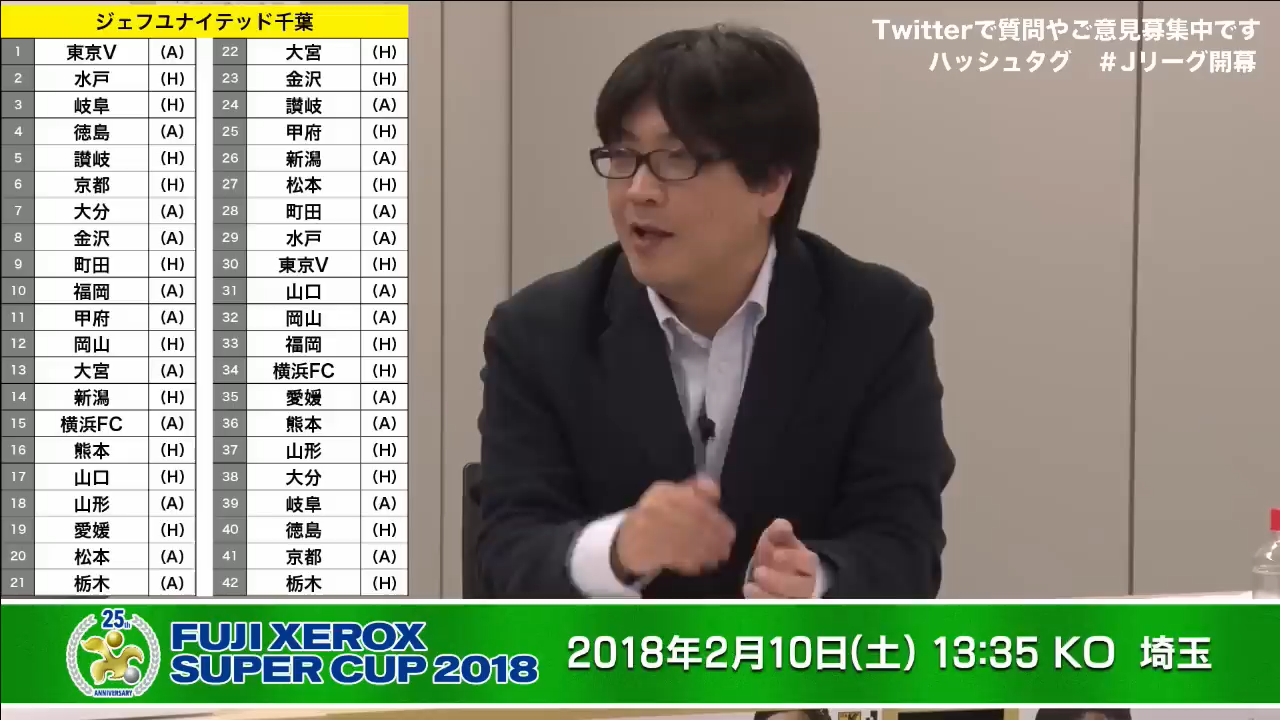 ジェフユナイテッド千葉
1 東京V (A) 22 大宮 (H)
2 水戸 (H) 23 金沢 (H)
3 岐阜 (H) 24 讃岐 (A)
4 徳島 (A) 25 甲府 (H)
5 讃岐 (H) 26 新潟 (A)
6 京都 (H) 27 松本 (H)
7 大分 (A) 28 町田 (A)
8 金沢 (A) 29 水戸 (A)
9 町田 (H) 30 東京V (H)
10 福岡 (A) 31 山口 (A)
11 甲府 (A) 32 岡山 (A)
12 岡山 (H) 33 福岡 (H)
13 大宮 (A) 34 横浜FC (H)
14 新潟 (H) 35 愛媛 (A)
15 横浜FC (A) 36 熊本 (A)
16 熊本 (H) 37 山形 (H)
17 山口 (H) 38 大分 (H)
18 山形 (A) 39 岐阜 (A)
19 愛媛 (H) 40 徳島 (H)
20 松本 (A) 41 京都 (A)
21 栃木 (A) 42 栃木 (H)
Twitterで質問やご意見募集中です
ハッシュタグ #Jリーグ開幕
25th
ANNIVERSARY
FUJI XEROX
SUPER CUP 2018
2018年2月10日(土) 13:35 KO 埼玉